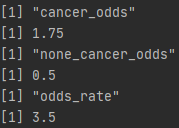 [1] "cancer_odds"
[1] 1.75
[1] "none_cancer_odds"
[1] 0.5
[1] "odds_rate"
[1] 3.5